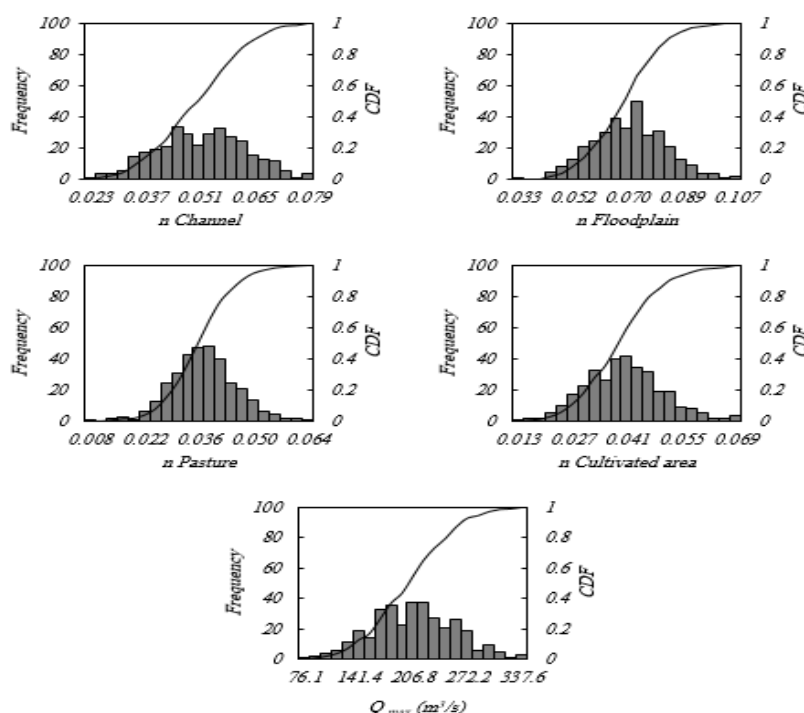 100 1 100 1
80 0.8 80 0.8
60 0.6 60 0.6
40 0.4 40 0.4
20 0.2 20 0.2
0 0 0 0
Frequency CDF Frequency CDF
0.023 0.037 0.051 0.065 0.079 0.033 0.052 0.070 0.089 0.107
n Channel n Floodplain
100 1 100 1
80 0.8 80 0.8
60 0.6 60 0.6
40 0.4 40 0.4
20 0.2 20 0.2
0 0 0 0
Frequency CDF Frequency CDF
0.008 0.022 0.036 0.050 0.064 0.013 0.027 0.041 0.055 0.069
n Pasture n Cultivated area
100 1
80 0.8
60 0.6
40 0.4
20 0.2
0 0
Frequency CDF
76.1 141.4 206.8 272.2 337.6
Q (m³/s)